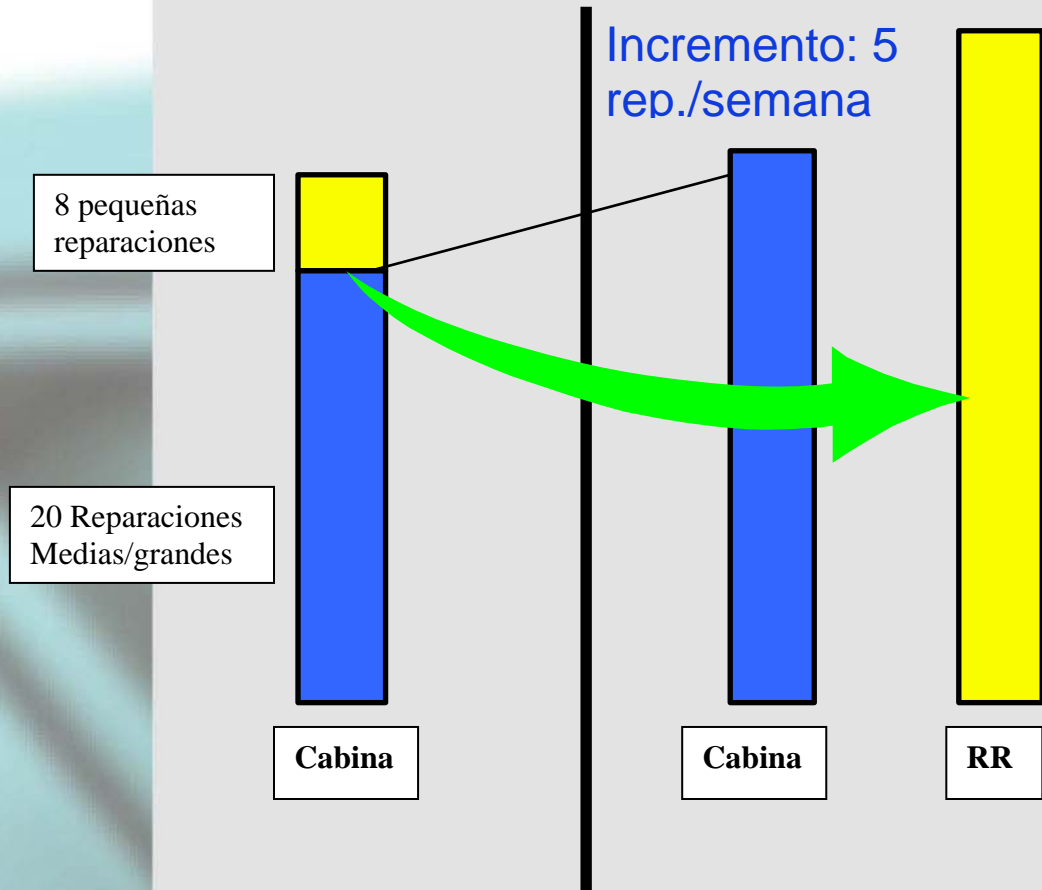 Incremento: 5
rep./semana
8 pequeñas
reparaciones
20 Reparaciones
Medias/grandes
Cabina
Cabina
RR